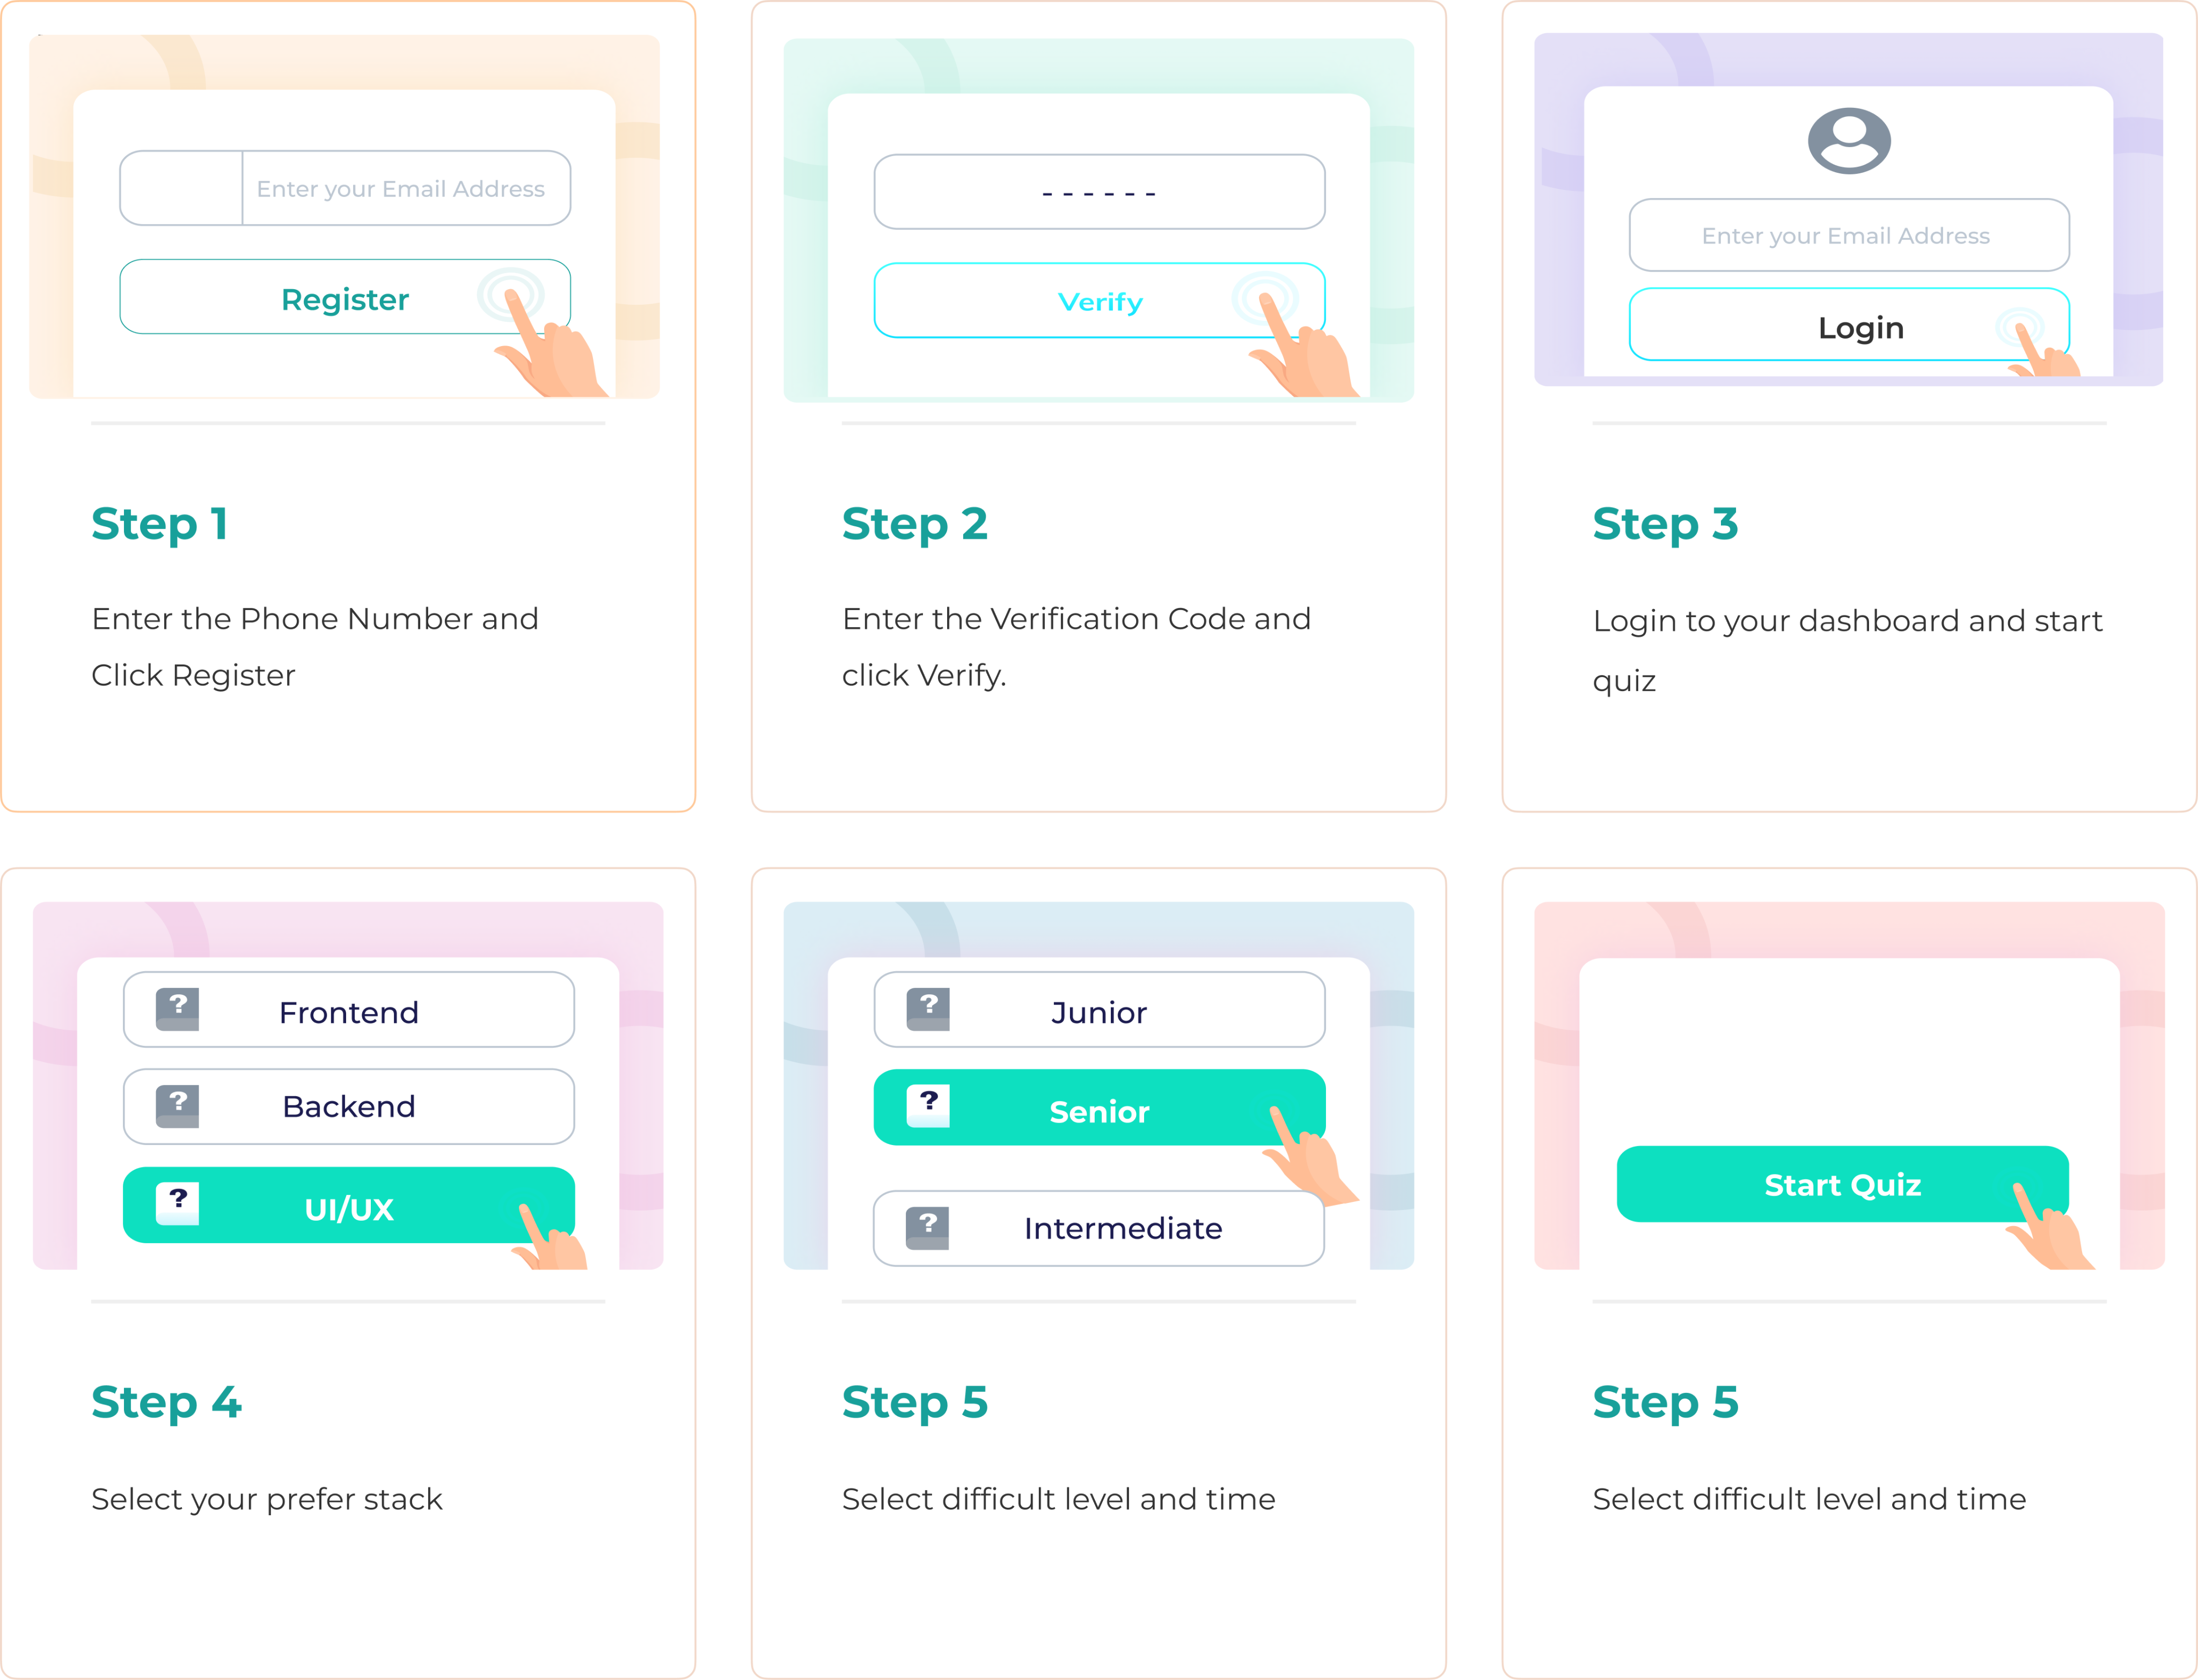 Enter your Email Address
Register
Step 1
Enter the Phone Number and
Click Register
- - - - - -
Verify
Step 2
Enter the Verification Code and
click Verify.
Enter your Email Address
Login
Step 3
Login to your dashboard and start
quiz
? Frontend
? Backend
? UI/UX
Step 4
Select your prefer stack
? Junior
? Senior
? Intermediate
Step 5
Select difficult level and time
Start Quiz
Step 5
Select difficult level and time